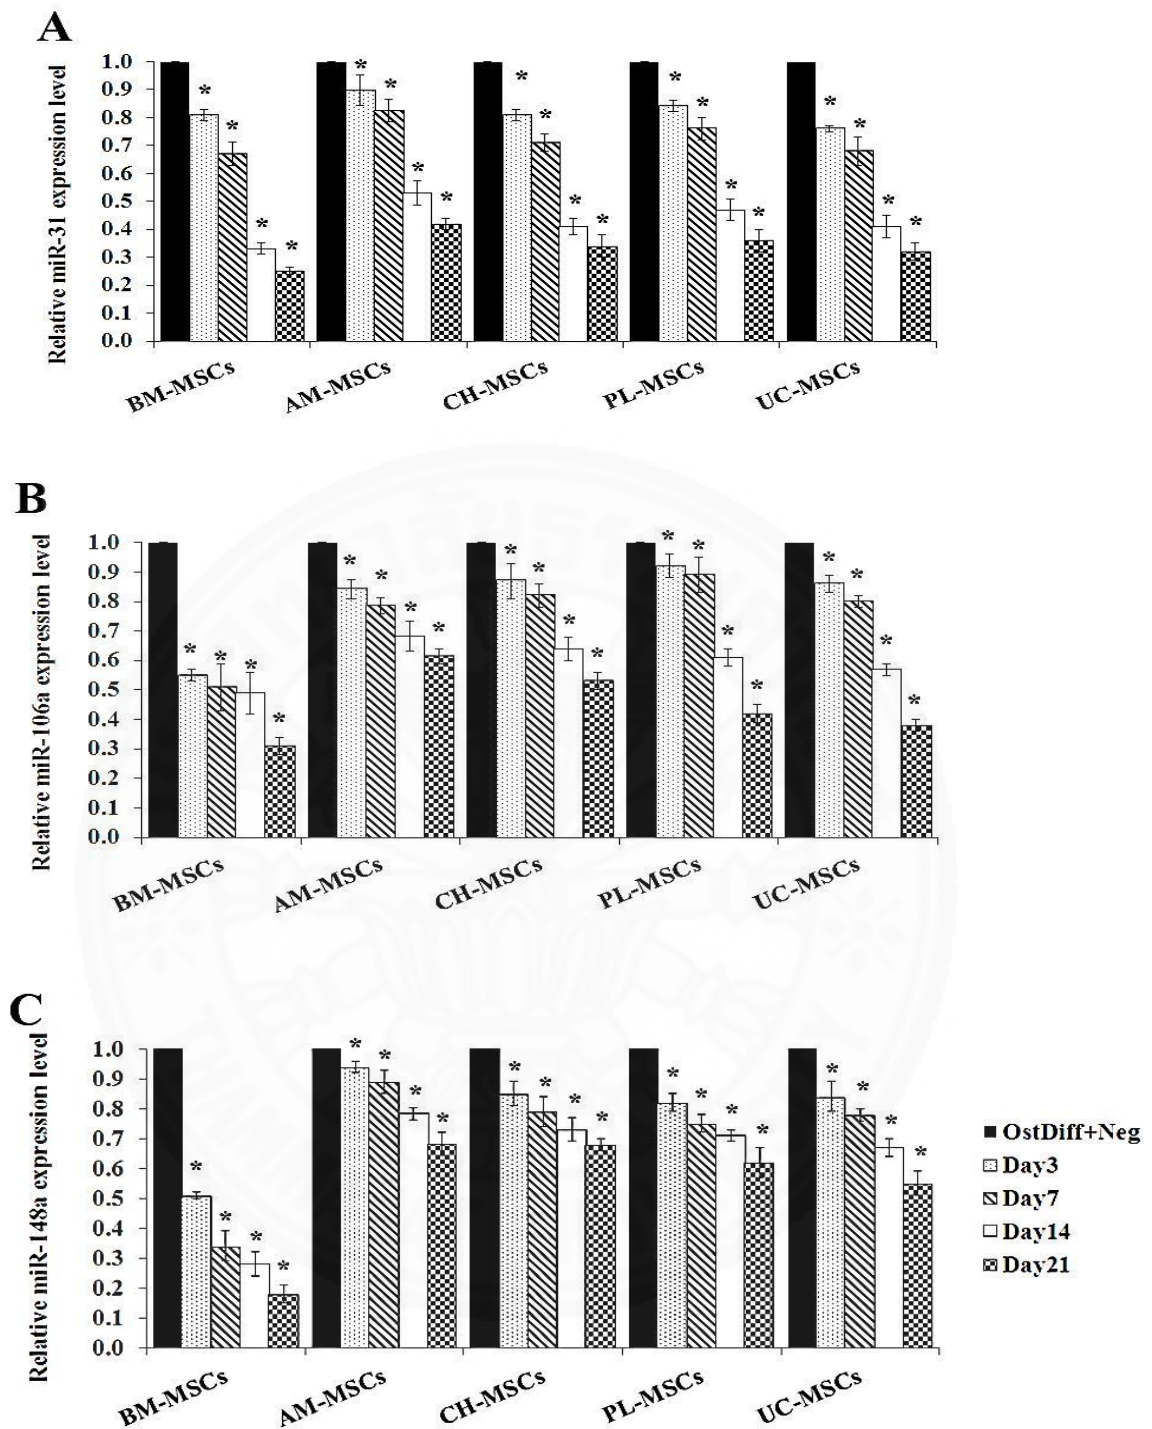 A
Relative miR-31 expression level
1.0
0.9
0.8
0.7
0.6
0.5
0.4
0.3
0.2
0.1
0.0
* * * * * * * * * * * * * * * * * * * *
BM-MSCs AM-MSCs CH-MSCs PL-MSCs UC-MSCs
B
Relative miR-106a expression level
1.0
0.9
0.8
0.7
0.6
0.5
0.4
0.3
0.2
0.1
0.0
* * * * * * * * * * * * * * * * * * * *
BM-MSCs AM-MSCs CH-MSCs PL-MSCs UC-MSCs
C
Relative miR-148a expression level
1.0
0.9
0.8
0.7
0.6
0.5
0.4
0.3
0.2
0.1
0.0
* * * * * * * * * * * * * * * * * * * *
BM-MSCs AM-MSCs CH-MSCs PL-MSCs UC-MSCs
OstDiff+Neg
Day3
Day7
Day14
Day21